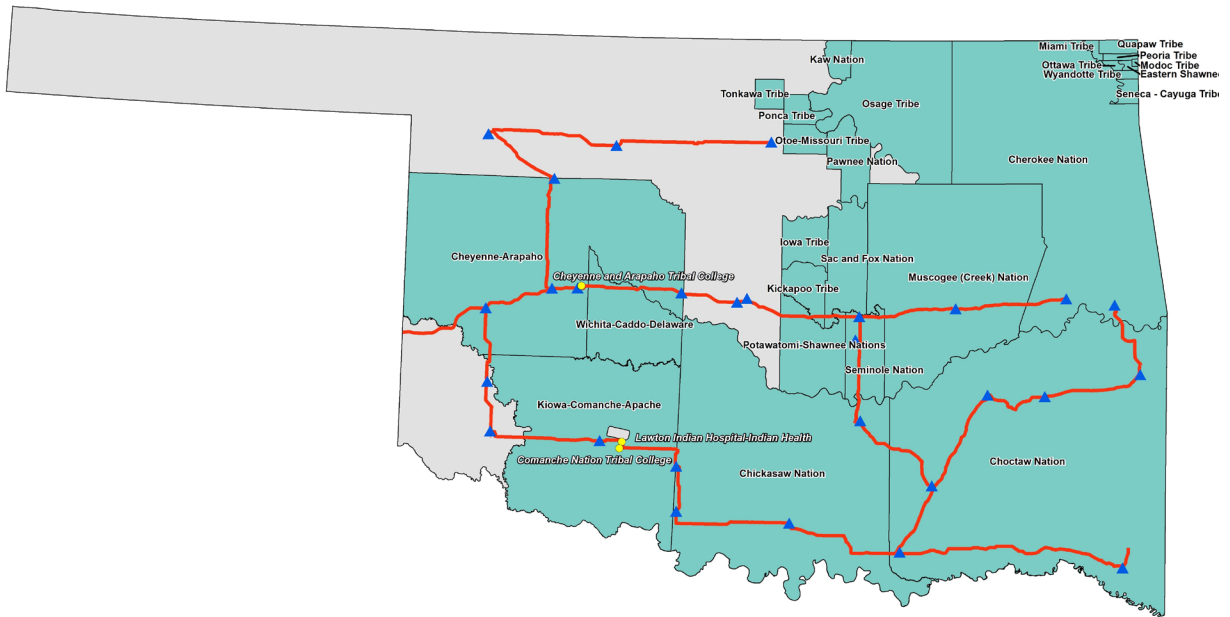 Miami Tribe
Quapaw Tribe
Peoria Tribe
Ottawa Tribe
Modoc Tribe
Wyandotte Tribe
Eastern Shawnee
Seneca - Cayuga Tribe
Kaw Nation
Tonkawa Tribe
Osage Tribe
Ponca Tribe
Otoe-Missouri Tribe
Pawnee Nation
Cherokee Nation
Iowa Tribe
Cheyenne-Arapaho
Sac and Fox Nation
Cheyenne and Arapaho Tribal College
Muscogee (Creek) Nation
Kickapoo Tribe
Wichita-Caddo-Delaware
Potawatomi-Shawnee Nations
Seminole Nation
Kiowa-Comanche-Apache
Lawton Indian Hospital-Indian Health
Comanche Nation Tribal College
Chickasaw Nation
Choctaw Nation